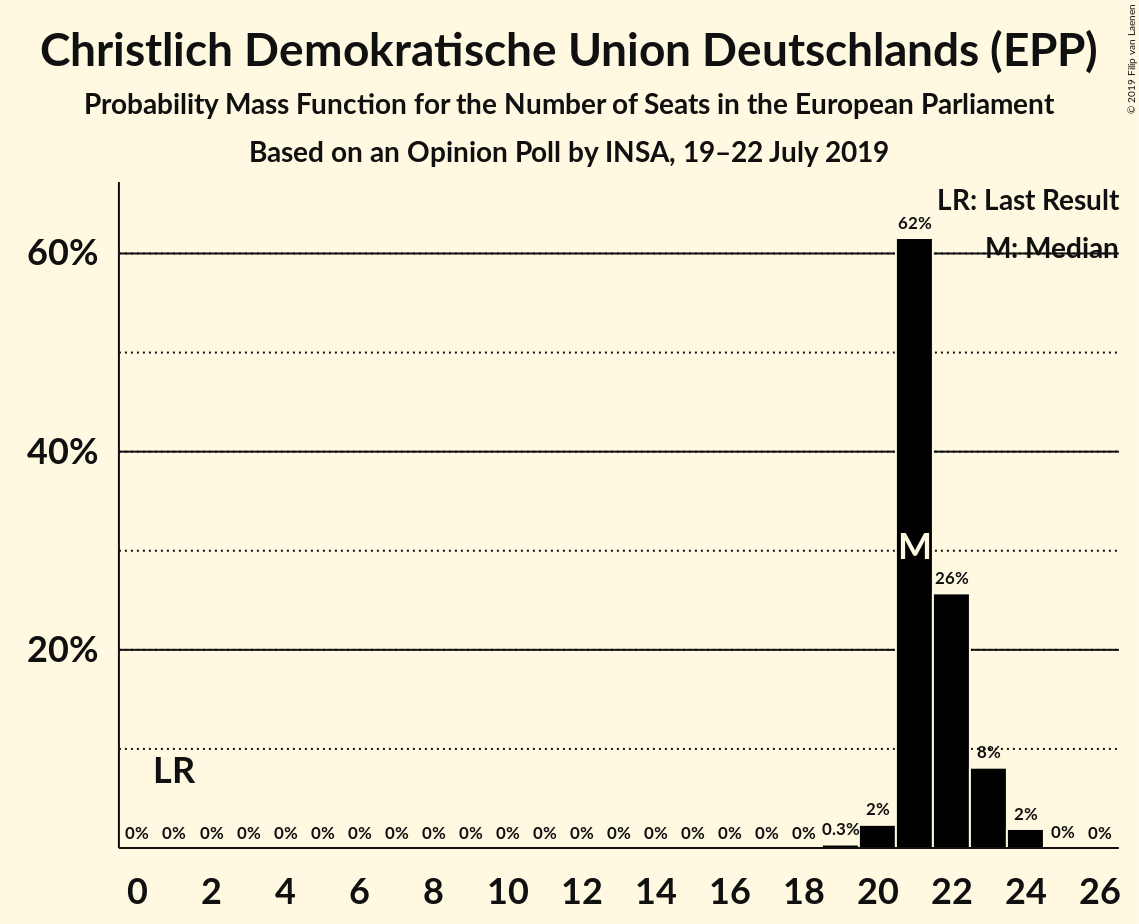 Christlich Demokratische Union Deutschlands (EPP)
Probability Mass Function for the Number of Seats in the European Parliament
Based on an Opinion Poll by INSA, 19–22 July 2019
© 2019 Filip van Laenen
LR: Last Result
M: Median
60%
40%
20%
62%
M
26%
8%
LR
0% 0% 0% 0% 0% 0% 0% 0% 0% 0% 0% 0% 0% 0% 0% 0% 0% 0% 0% 0.3% 2% 2% 0% 0%
0 2 4 6 8 10 12 14 16 18 20 22 24 26